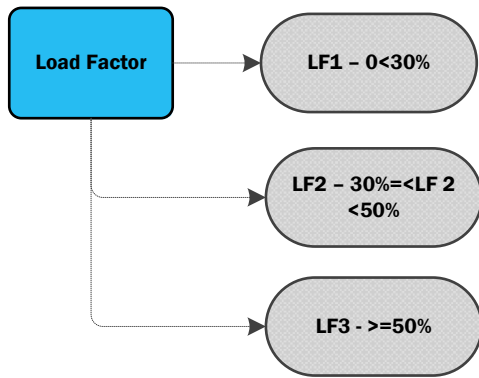 Load Factor
LF1 – 0<30%
LF2 – 30%=<LF 2
<50%
LF3 - >=50%